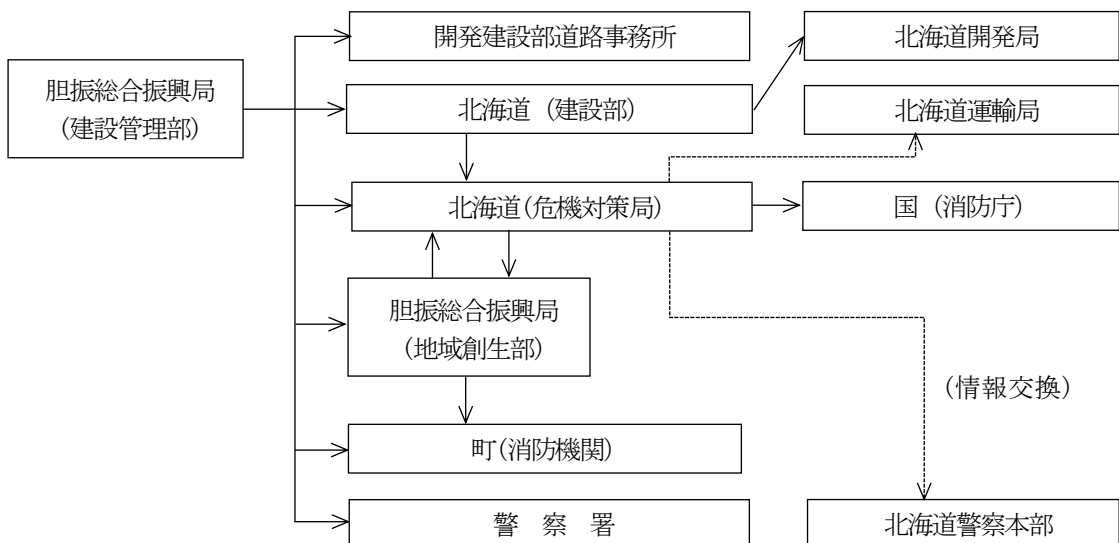 開発建設部道路事務所
北海道開発局
胆振総合振興局
(建設管理部)
北海道（建設部）
北海道運輸局
北海道(危機対策局)
国（消防庁）
胆振総合振興局
（地域創生部）
（情報交換）
町(消防機関)
警　察　署
北海道警察本部